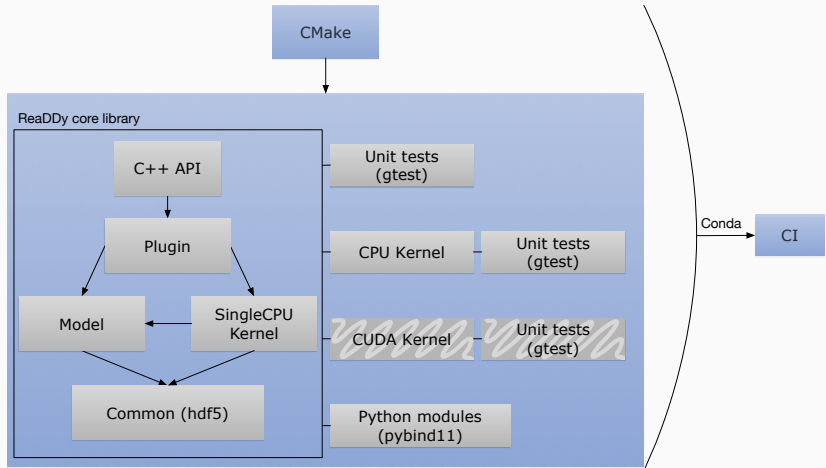 CMake
ReaDDy core library
C++ API
Unit tests
(gtest)
Plugin
CPU Kernel
Unit tests
(gtest)
Conda
CI
Model
SingleCPU
Kernel
CUDA Kernel
Unit tests
(gtest)
Common (hdf5)
Python modules
(pybind11)